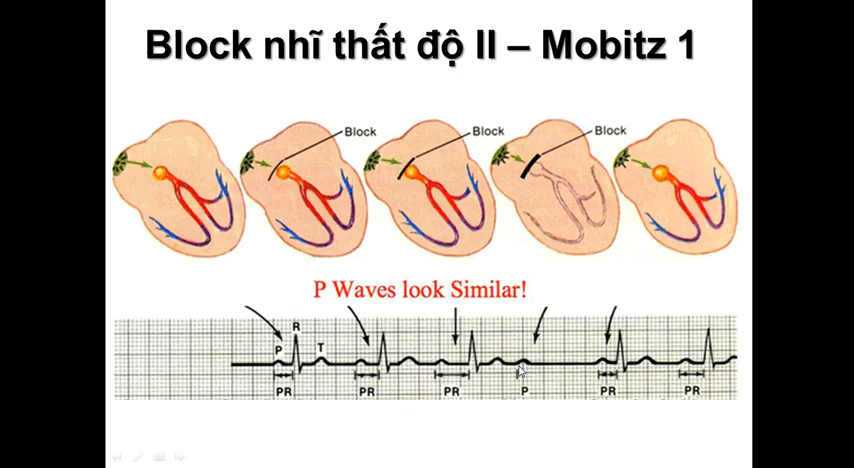 Block nhĩ thất độ II – Mobitz 1
Block
Block
Block
P Waves look Similar!
R
P
T
PR
PR
PR
P
PR
PR